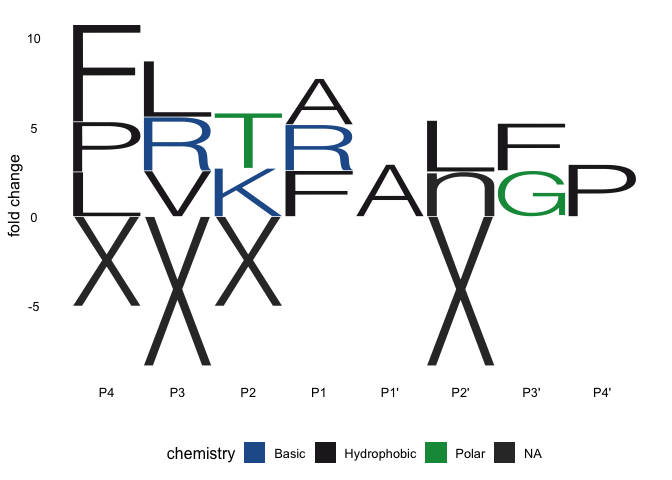 10
5
0
-5
fold change
F L A
P R T R L F
L V K F A n G P
X X X X
P4 P3 P2 P1 P1' P2' P3' P4'
chemistry Basic Hydrophobic Polar NA